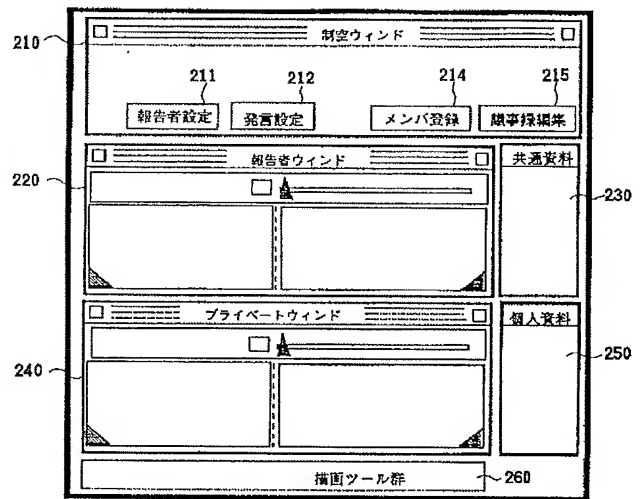 210
制空ウィンド
211
212
214
215
報告者設定
発言設定
メンバ登録
議事録編集
220
報告者ウィンド
共通資料
230
240
プライベートウィンド
個人資料
250
描画ツール群
260